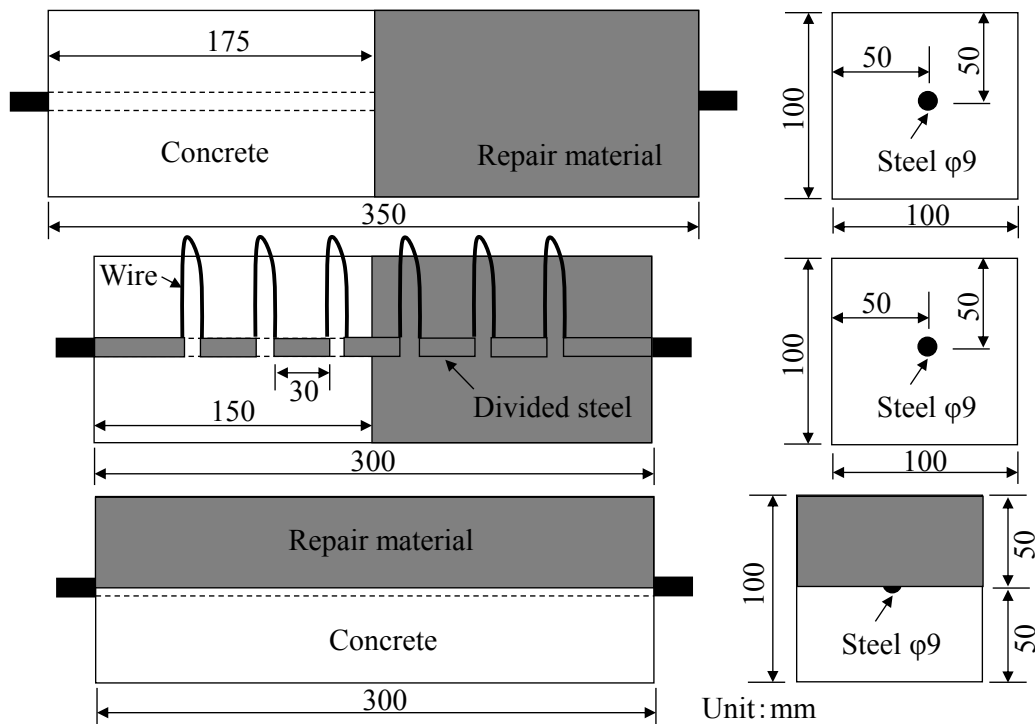 175
Concrete
Repair material
350
50
50
100
Steel φ9
100
Wire
30
Divided steel
150
300
50
50
100
Steel φ9
100
Repair material
Concrete
300
100
50
50
Steel φ9
Unit：mm